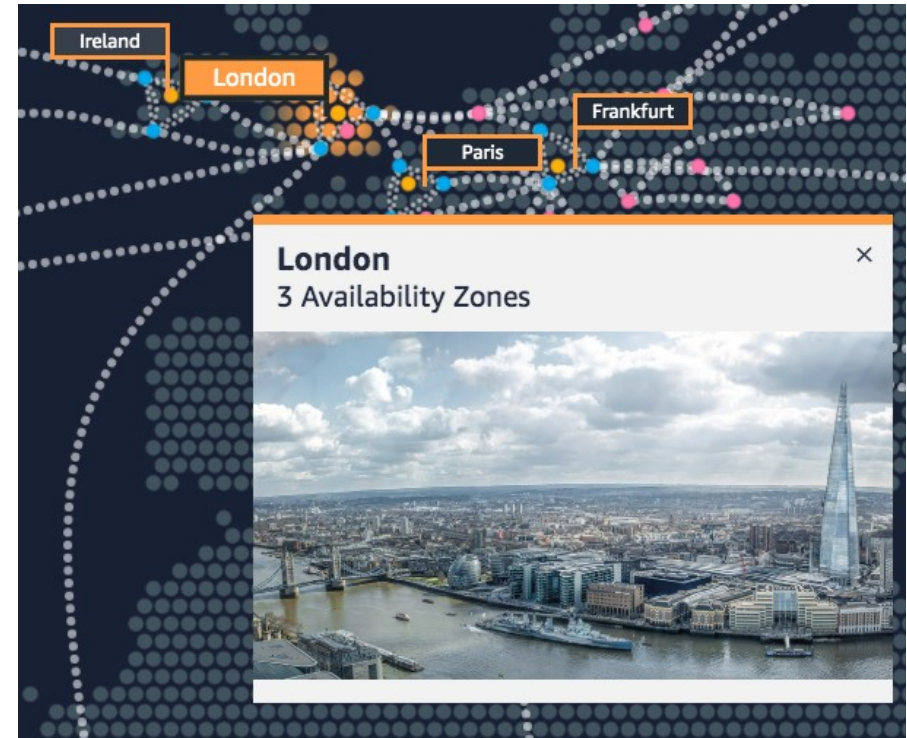 Ireland
London
Frankfurt
Paris
London
3 Availability Zones